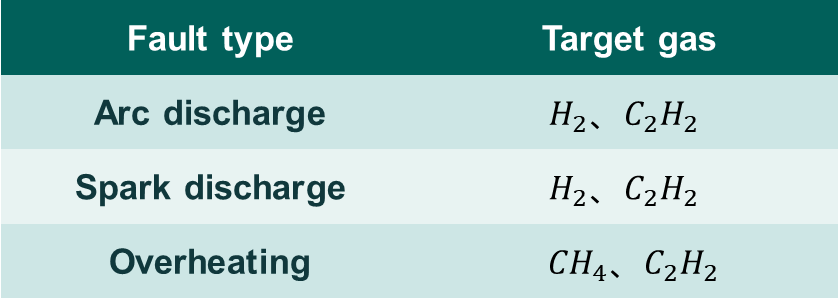 Fault type Target gas
Arc discharge H₂、C₂H₂
Spark discharge H₂、C₂H₂
Overheating CH₄、C₂H₂